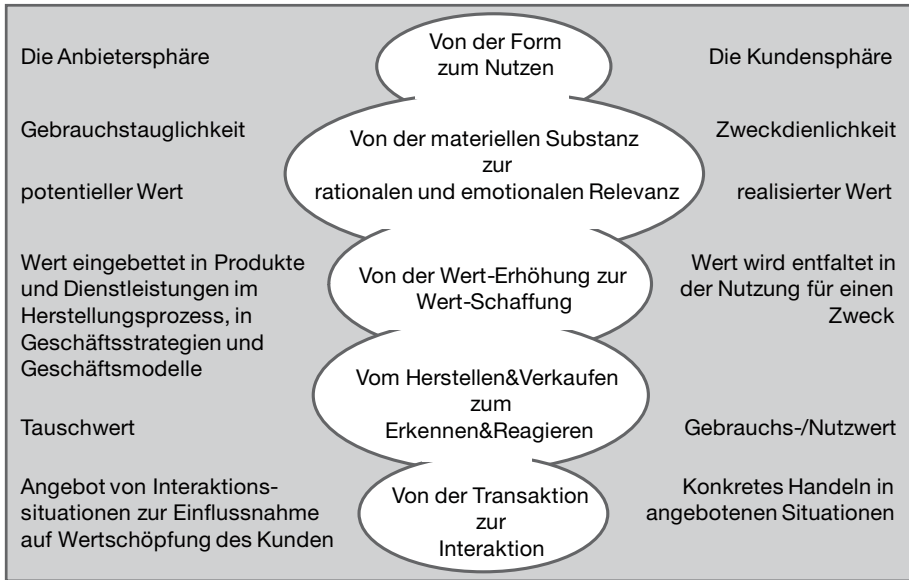 Die Anbietersphäre
Von der Form
zum Nutzen
Die Kundensphäre
Gebrauchstauglichkeit
Von der materiellen Substanz
zur
rationalen und emotionalen Relevanz
Zweckdienlichkeit
potentieller Wert
realisierter Wert
Wert eingebettet in Produkte
und Dienstleistungen im
Herstellungsprozess, in
Geschäftsstrategien und
Geschäftsmodelle
Von der Wert-Erhöhung zur
Wert-Schaffung
Wert wird entfaltet in
der Nutzung für einen
Zweck
Vom Herstellen&Verkaufen
zum
Erkennen&Reagieren
Tauschwert
Gebrauchs-/Nutzwert
Angebot von Interaktions-
situationen zur Einflussnahme
auf Wertschöpfung des Kunden
Von der Transaktion
zur
Interaktion
Konkretes Handeln in
angebotenen Situationen